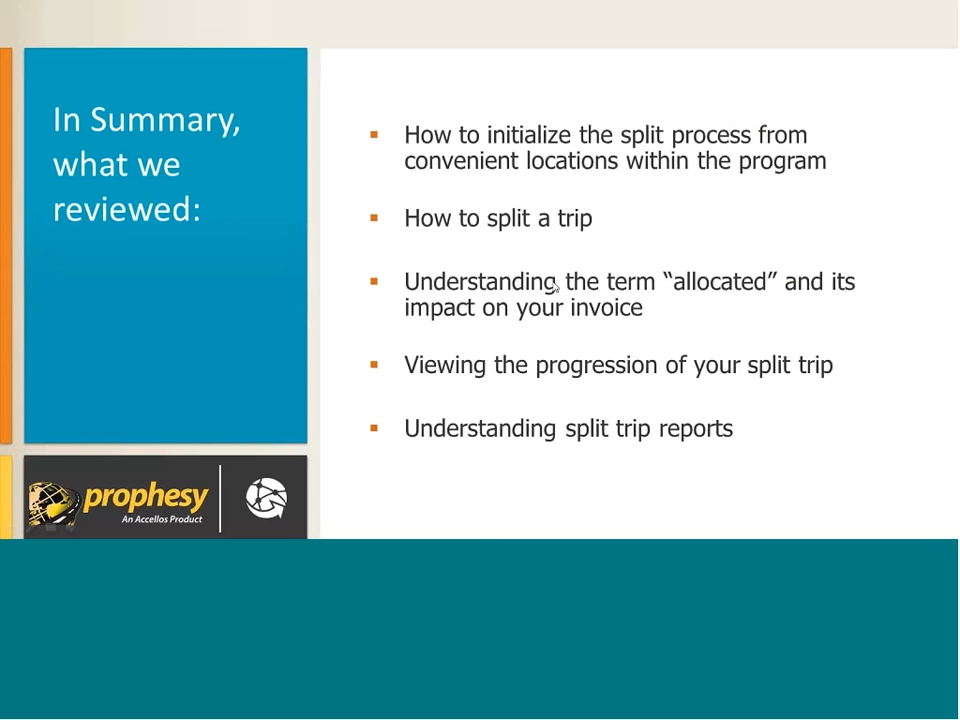 In Summary,
what we
reviewed:
▪ How to initialize the split process from
convenient locations within the program
▪ How to split a trip
▪ Understanding the term “allocated” and its
impact on your invoice
▪ Viewing the progression of your split trip
▪ Understanding split trip reports
prophesy
An Accellos Product